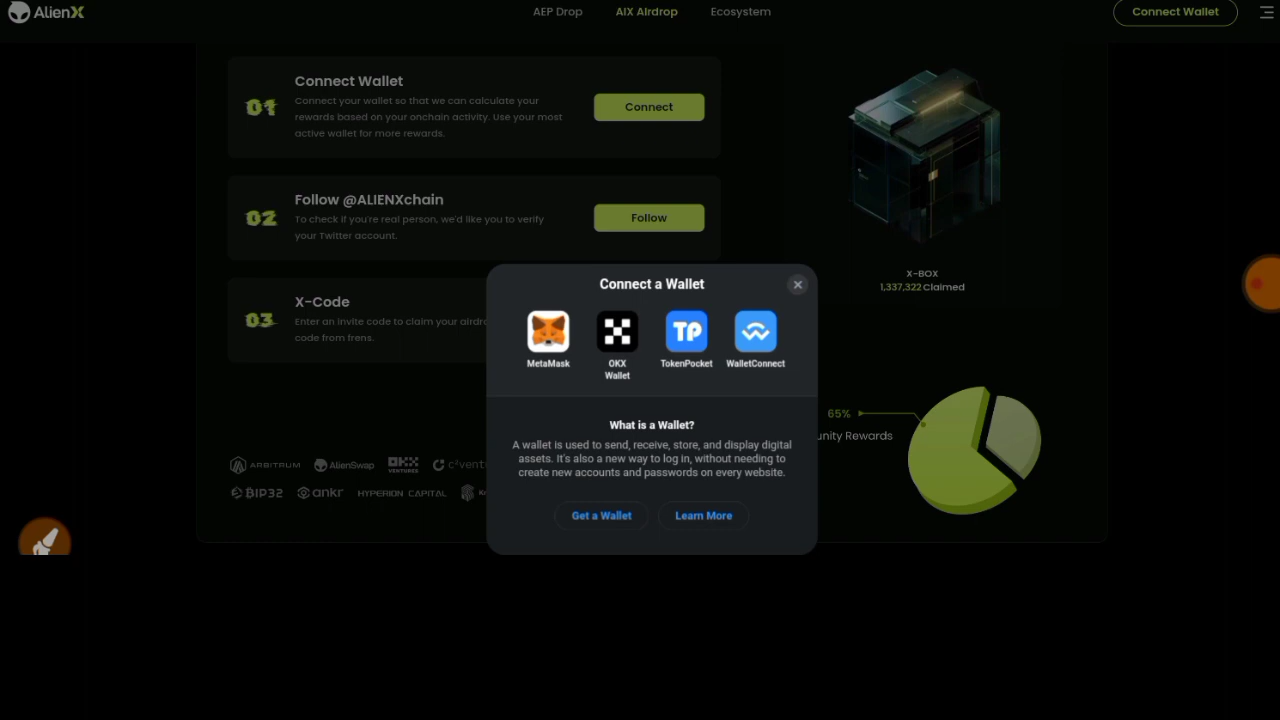 AlienX
AEP Drop
AIX Airdrop
Ecosystem
Connect Wallet
01
Connect Wallet
Connect your wallet so that we can calculate your
rewards based on your onchain activity. Use your most
active wallet for more rewards.
Connect
02
Follow @ALIENXchain
To check if you're real person, we'd like you to verify
your Twitter account.
Follow
03
X-Code
Enter an invite code to claim your
code from frens.
X-BOX
1,337,322 Claimed
Connect a Wallet
MetaMask
OKX
Wallet
TP
TokenPocket
WalletConnect
What is a Wallet?
A wallet is used to send, receive, store, and display digital
assets. It's also a new way to log in, without needing to
create new accounts and passwords on every website.
Get a Wallet
Learn More
65%
Rewards
ARBITRUM
AlienSwap
OKX
VENTURES
BIP32
ankr
HYPERION CAPITAL